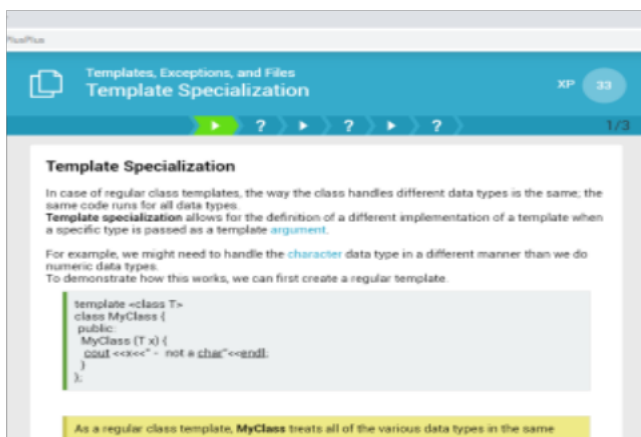 PlusPlus
Templates, Exceptions, and Files
Template Specialization
XP 33
? ? ?
1/3
Template Specialization
In case of regular class templates, the way the class handles different data types is the same; the
same code runs for all data types.
Template specialization allows for the definition of a different implementation of a template when
a specific type is passed as a template argument.
For example, we might need to handle the character data type in a different manner than we do
numeric data types.
To demonstrate how this works, we can first create a regular template.
template <class T>
class MyClass {
public:
MyClass (T x) {
cout <<x<<" - not a char"<<endl;
}
};
As a regular class template, MyClass treats all of the various data types in the same